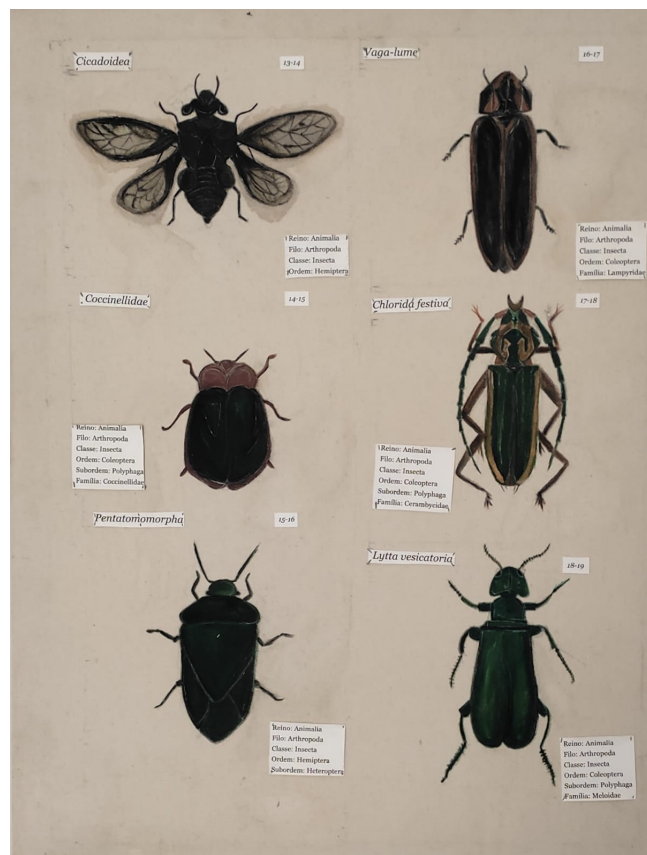 Cicadoidea
13-14
Reino: Animalia
Filo: Arthropoda
Classe: Insecta
Ordem: Hemiptera
Vaga-lume
16-17
Reino: Animalia
Filo: Arthropoda
Classe: Insecta
Ordem: Coleoptera
Família: Lampyridae
Coccinellidae
14-15
Reino: Animalia
Filo: Arthropoda
Classe: Insecta
Ordem: Coleoptera
Subordem: Polyphaga
Família: Coccinellidae
Chlorida festiva
17-18
Reino: Animalia
Filo: Arthropoda
Classe: Insecta
Ordem: Coleoptera
Subordem: Polyphaga
Família: Cerambycidae
Pentatomomorpha
15-16
Reino: Animalia
Filo: Arthropoda
Classe: Insecta
Ordem: Hemiptera
Subordem: Heteroptera
Lytta vesicatoria
18-19
Reino: Animalia
Filo: Arthropoda
Classe: Insecta
Ordem: Coleoptera
Subordem: Polyphaga
Família: Meloidae